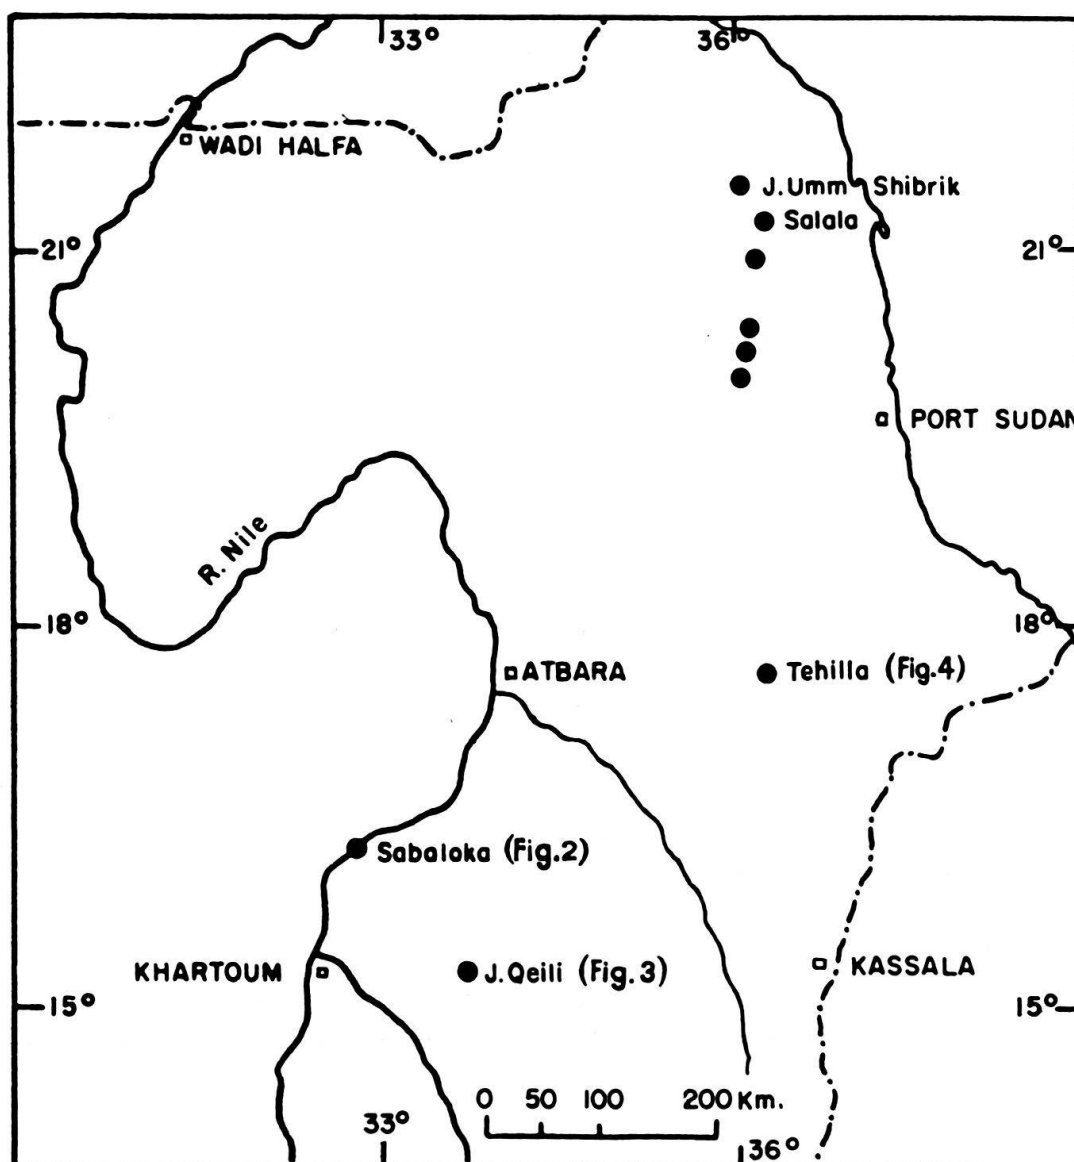 33° 36°
WADI HALFA
J.Umm Shibrik
Salala
21° 21°
PORT SUDAN
R. Nile
18° 18°
ATBARA
Tehilla (Fig.4)
Sabaloka (Fig.2)
KHARTOUM
J.Qeili (Fig.3)
KASSALA
15° 15°
0 50 100 200 Km.
33° 36°